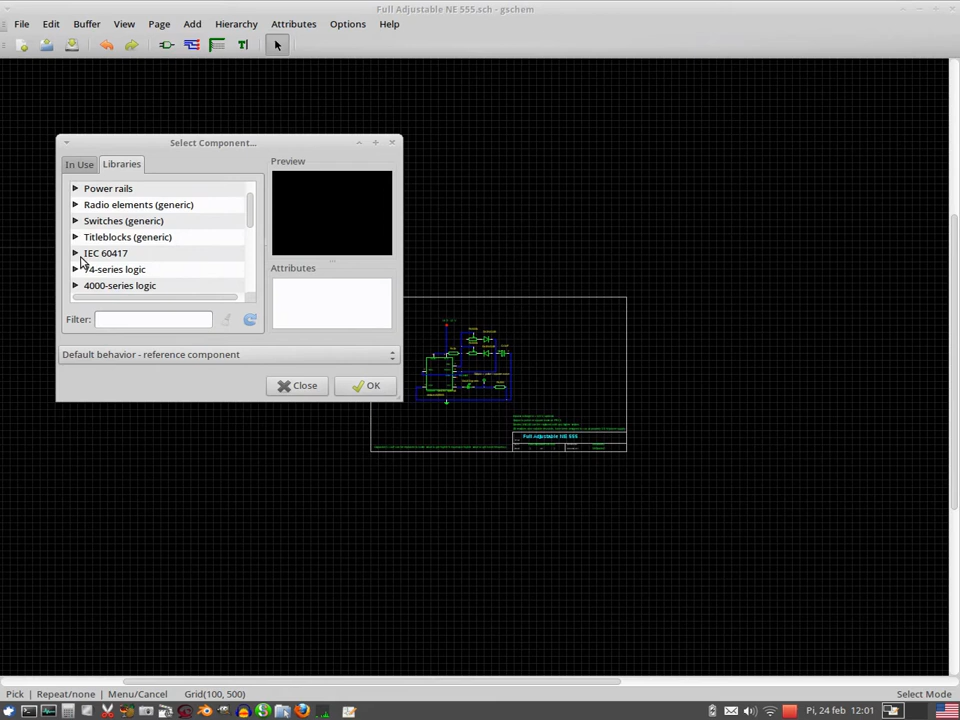 Full Adjustable NE 555.sch - gschem
File Edit Buffer View Page Add Hierarchy Attributes Options Help
Select Component...
In Use Libraries
Preview
Power rails
Radio elements (generic)
Switches (generic)
Titleblocks (generic)
IEC 60417
74-series logic
4000-series logic
Attributes
Filter:
Default behavior - reference component
Close OK
Full Adjustable NE 555
Pick | Repeat/none | Menu/Cancel Grid(100, 500) Select Mode
Pi, 24 feb 12:01